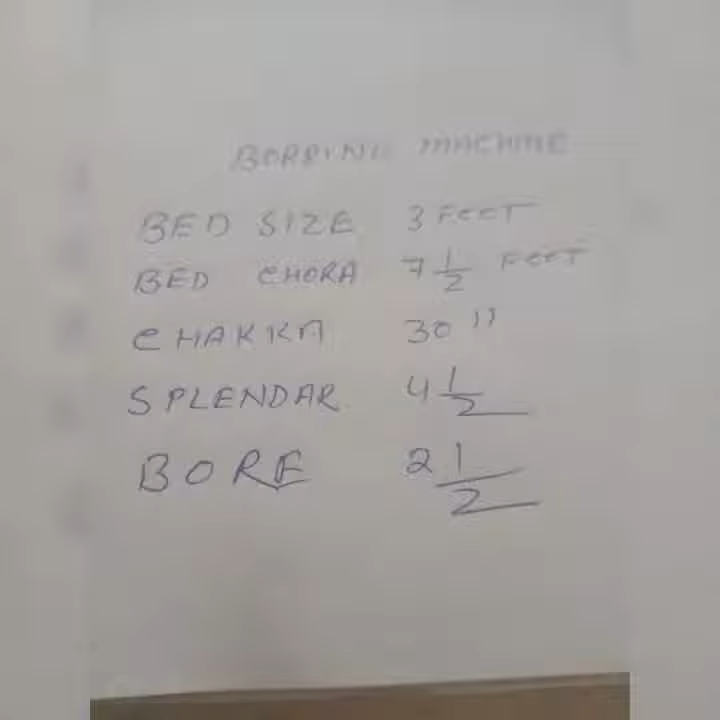 BORRING MACHINE
BED SIZE 3 FEET
BED CHORA 7 1/2 FEET
CHAKKA 30"
SPLENDAR 4 1/2
BORE 2 1/2